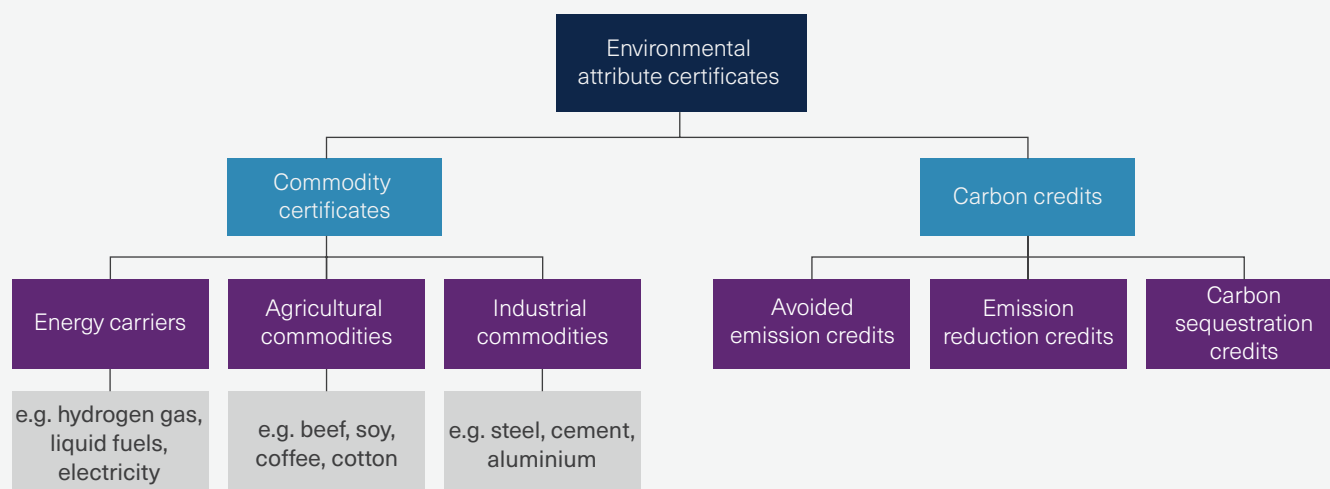 Environmental
attribute certificates
Commodity
certificates
Carbon credits
Energy carriers
Agricultural
commodities
Industrial
commodities
Avoided
emission credits
Emission
reduction credits
Carbon
sequestration
credits
e.g. hydrogen gas,
liquid fuels,
electricity
e.g. beef, soy,
coffee, cotton
e.g. steel, cement,
aluminium